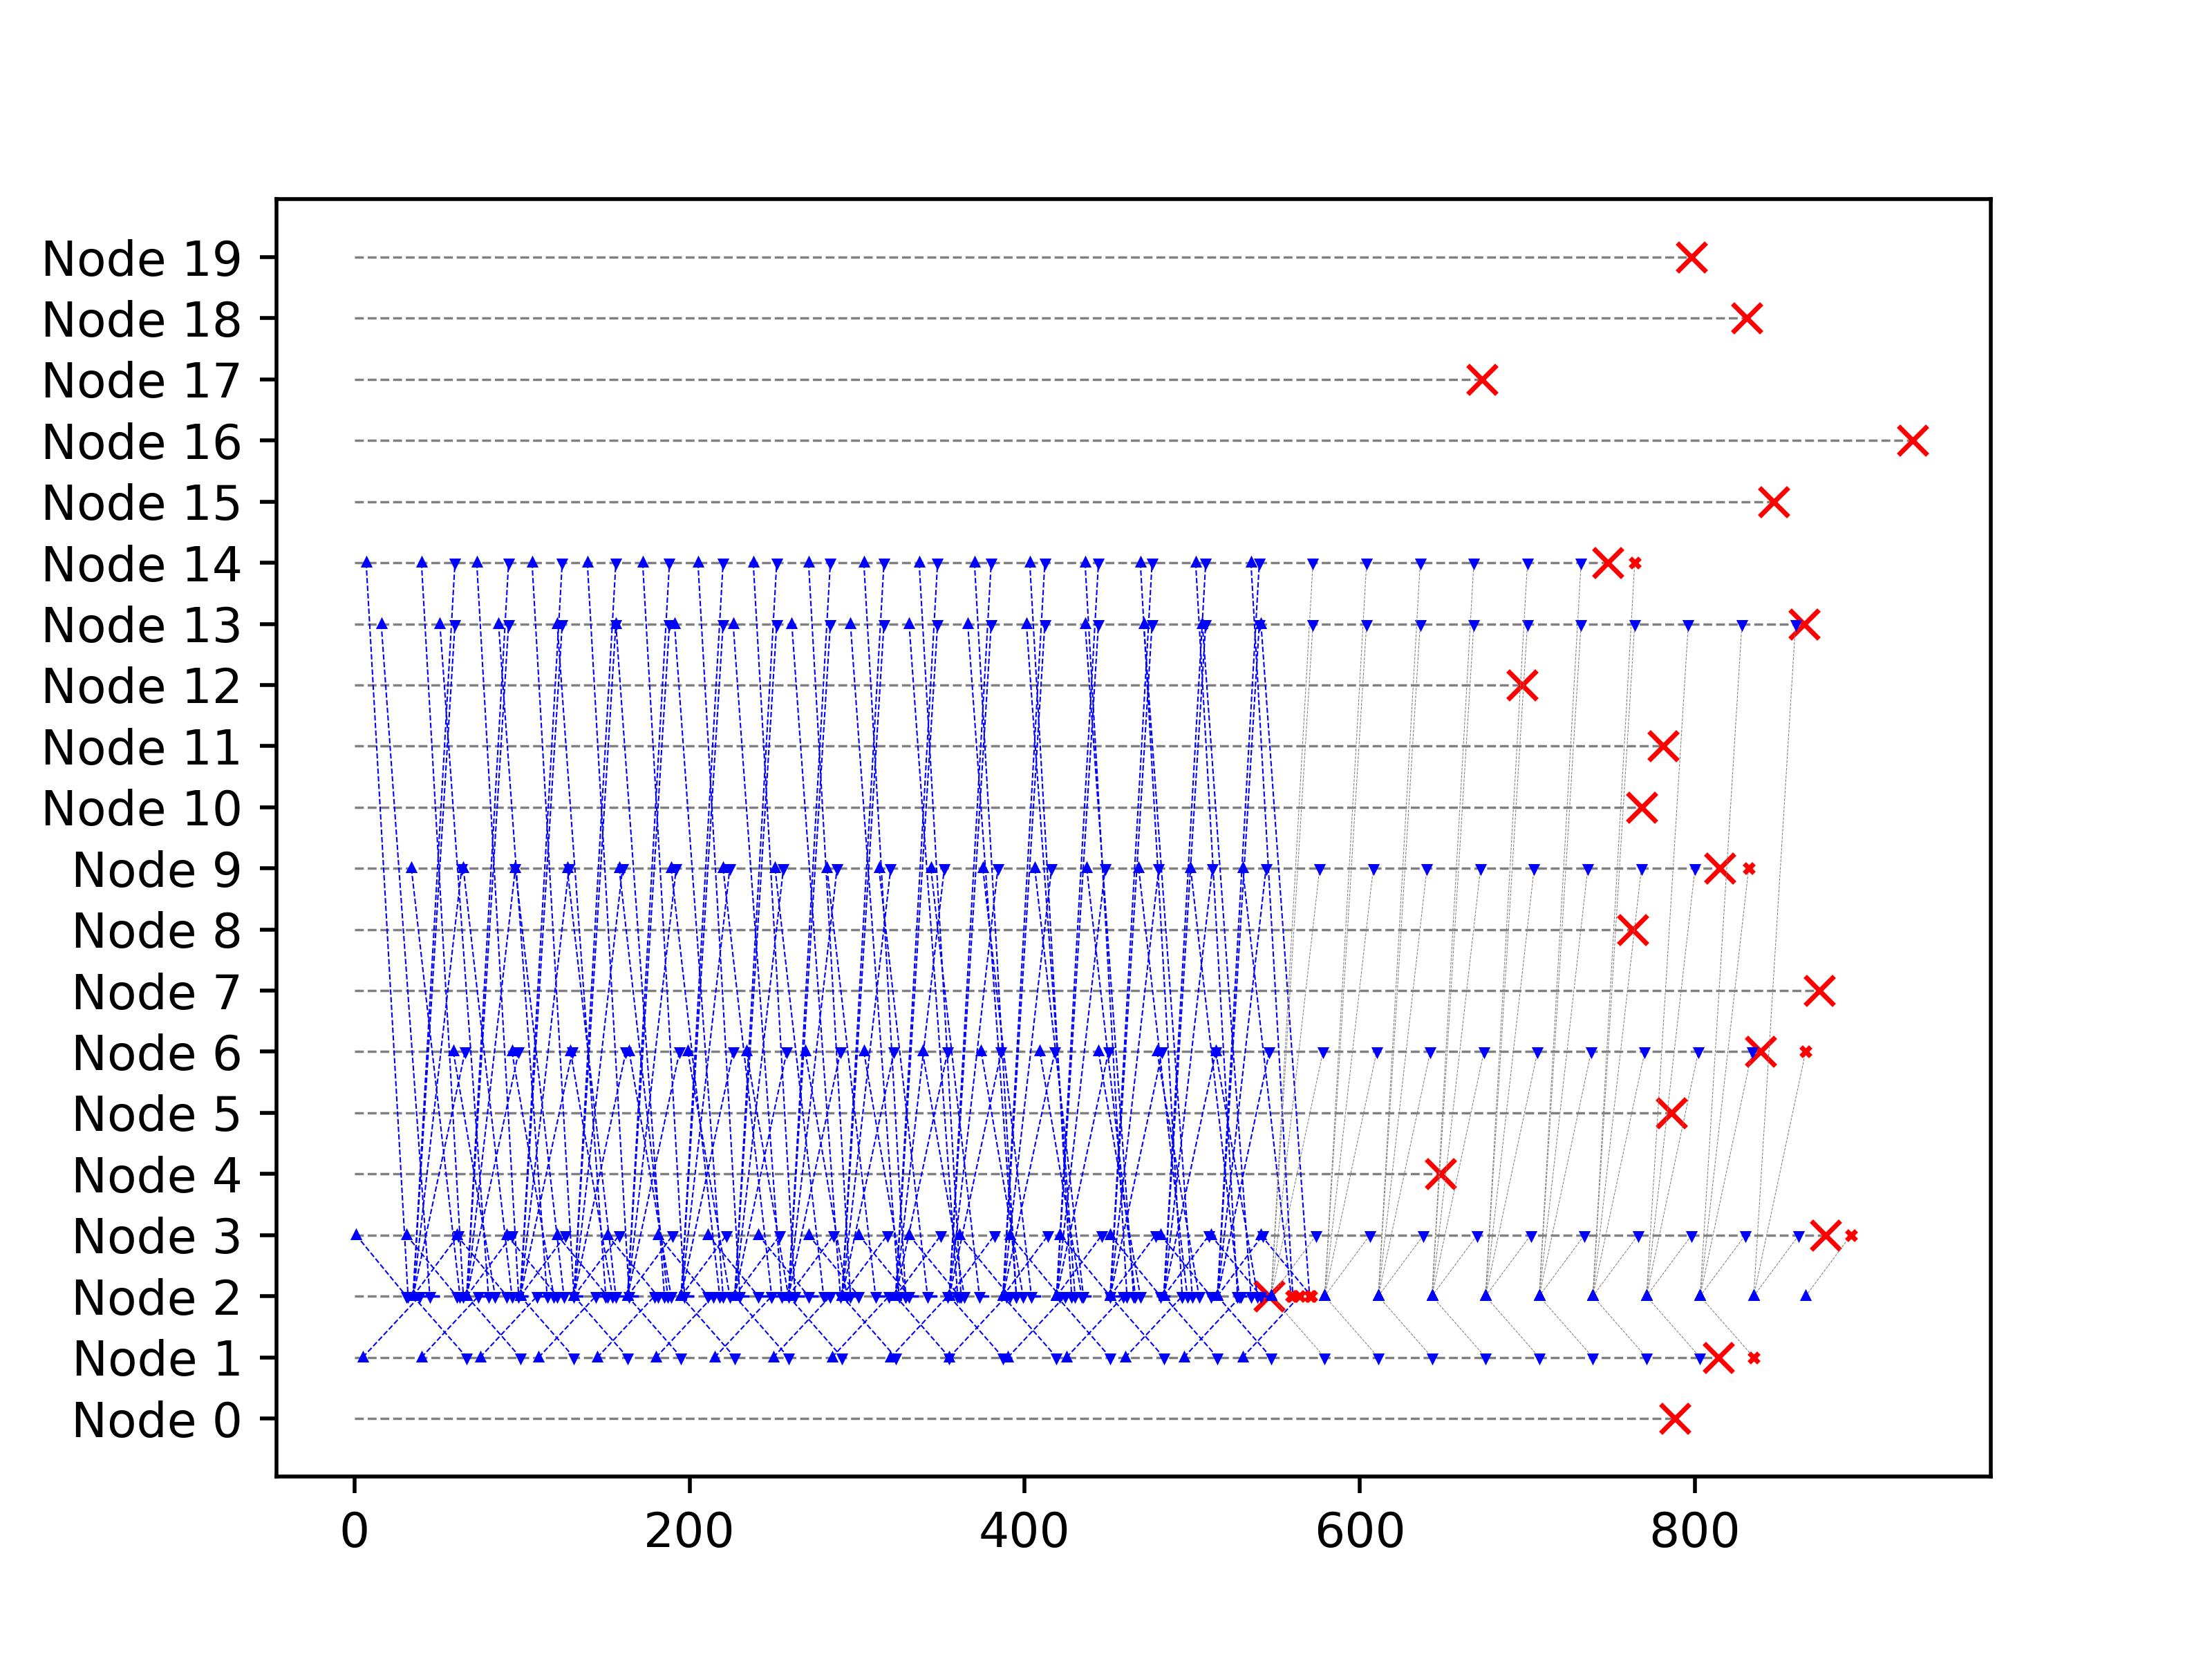 Node 19
Node 18
Node 17
Node 16
Node 15
Node 14
Node 13
Node 12
Node 11
Node 10
Node 9
Node 8
Node 7
Node 6
Node 5
Node 4
Node 3
Node 2
Node 1
Node 0
0 200 400 600 800